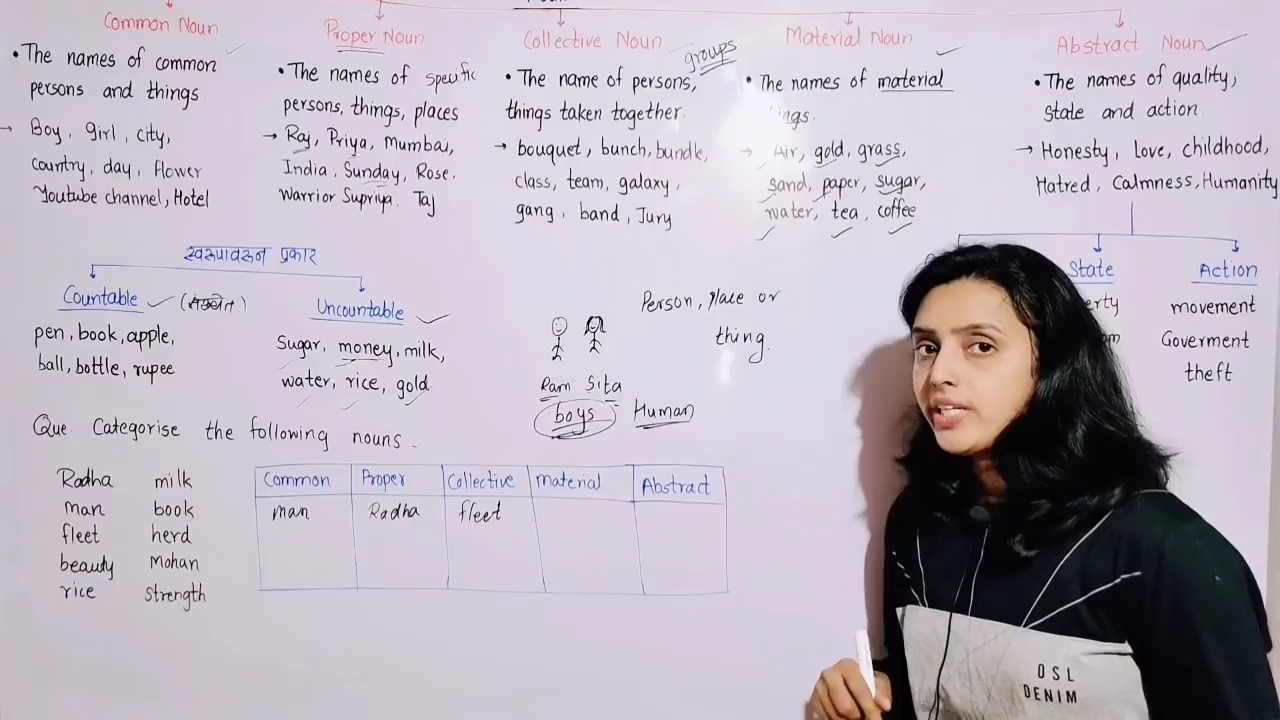 Common Noun
• The names of common
persons and things.
→ Boy, girl, city,
country, day, flower
Youtube channel, Hotel
Proper Noun
• The names of specific
persons, things, places
→ Raj, Priya, Mumbai,
India, Sunday, Rose.
Warrior Supriya. Taj
Collective Noun
groups
• The name of persons,
things taken together.
→ bouquet, bunch, bundle,
class, team, galaxy,
gang, band, Jury
Material Noun
• The names of material
ings.
→ Air, gold, grass,
sand, paper, sugar,
water, tea, coffee
Abstract Noun
• The names of quality,
State and action.
→ Honesty, Love, childhood,
Hatred, Calmness, Humanity
State
erty
om
Action
movement
Goverment
theft
स्वरूपावरून प्रकार
Countable
pen, book, apple,
ball, bottle, rupee
Uncountable
Sugar, money, milk,
water, rice, gold
Person, Place or
thing.
Ram Sita
boys Human
Que. Categorise the following nouns.
Radha milk
man book
fleet herd
beauty Mohan
rice strength
Common Proper Collective material Abstract
man Radha fleet
OSL
DENIM